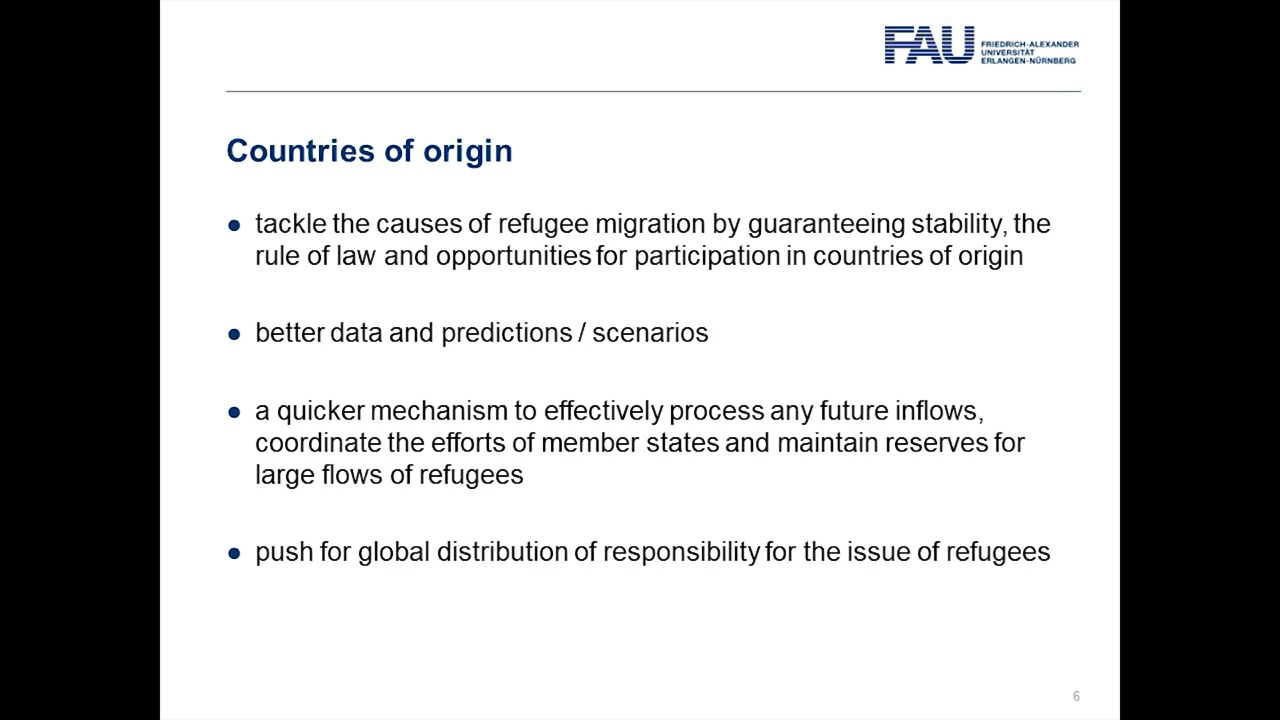 FAU
FRIEDRICH-ALEXANDER
UNIVERSITÄT
ERLANGEN-NÜRNBERG
Countries of origin
● tackle the causes of refugee migration by guaranteeing stability, the
rule of law and opportunities for participation in countries of origin
● better data and predictions / scenarios
● a quicker mechanism to effectively process any future inflows,
coordinate the efforts of member states and maintain reserves for
large flows of refugees
● push for global distribution of responsibility for the issue of refugees
6